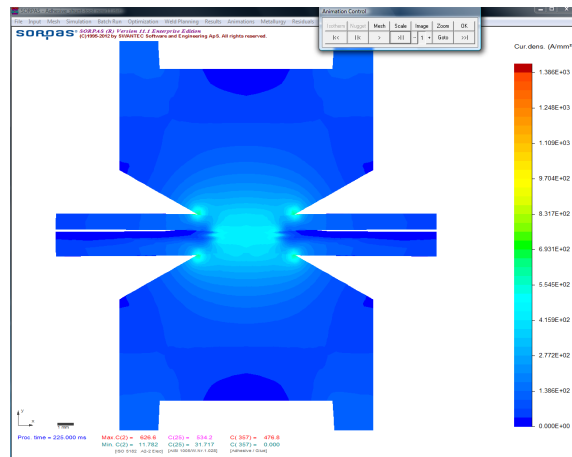 File Input Mesh Simulation Batch Run Optimization Weld Planning Results Animations Metallurgy Residuals
Animation Control
Isotherm Nugget Mesh Scale Image Zoom OK
|<< ||< > >|| - 1 + Goto >>|
SORPAS® SORPAS (R) Version 11.1 Enterprise Edition
(C)1995-2012 by SWANTEC Software and Engineering ApS. All rights reserved.
Cur.dens. (A/mm²
1.386E+03
1.248E+03
1.109E+03
9.704E+02
8.317E+02
6.931E+02
5.545E+02
4.159E+02
2.772E+02
1.386E+02
0.000E+00
y
x
Proc. time = 225.000 ms Max.C(2) = 626.6 C(25) = 534.2 C( 357) = 476.8
Min. C(2) = 11.782 C(25) = 31.717 C( 357) = 0.000